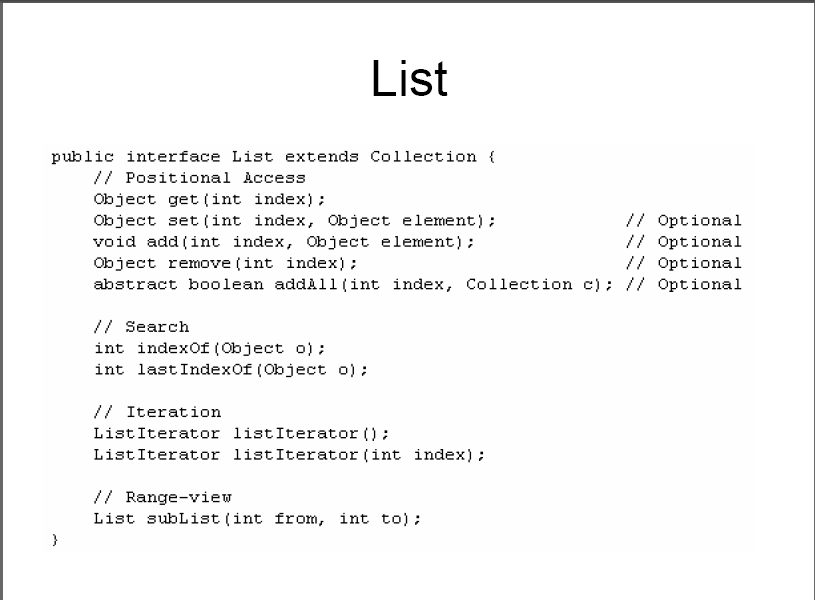 List
public interface List extends Collection {
    // Positional Access
    Object get(int index);
    Object set(int index, Object element);            // Optional
    void add(int index, Object element);              // Optional
    Object remove(int index);                         // Optional
    abstract boolean addAll(int index, Collection c); // Optional

    // Search
    int indexOf(Object o);
    int lastIndexOf(Object o);

    // Iteration
    ListIterator listIterator();
    ListIterator listIterator(int index);

    // Range-view
    List subList(int from, int to);
}